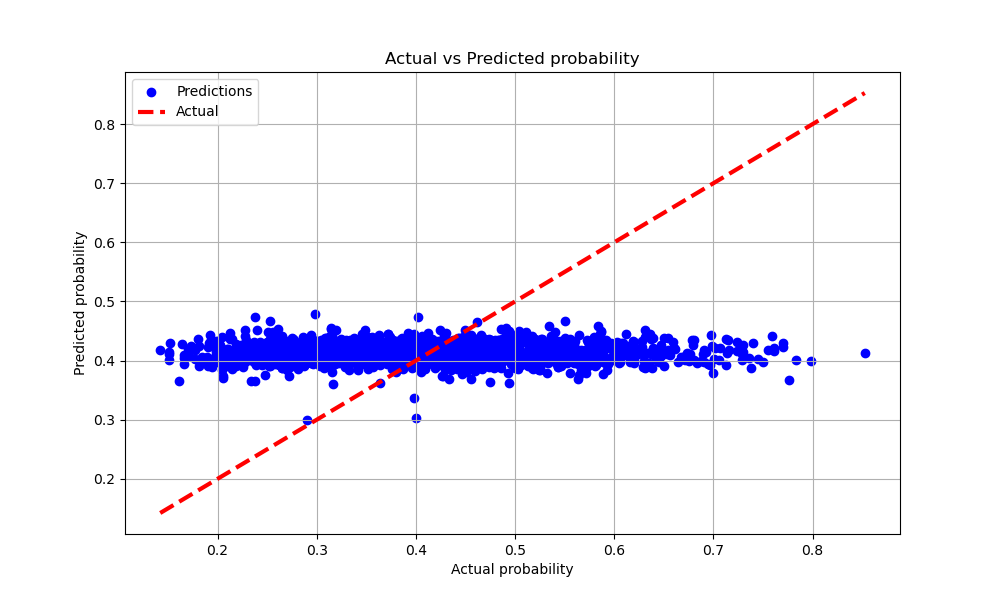 Actual vs Predicted probability
Predictions
Actual
0.8
0.7
0.6
0.5
0.4
0.3
0.2
Predicted probability
0.2 0.3 0.4 0.5 0.6 0.7 0.8
Actual probability